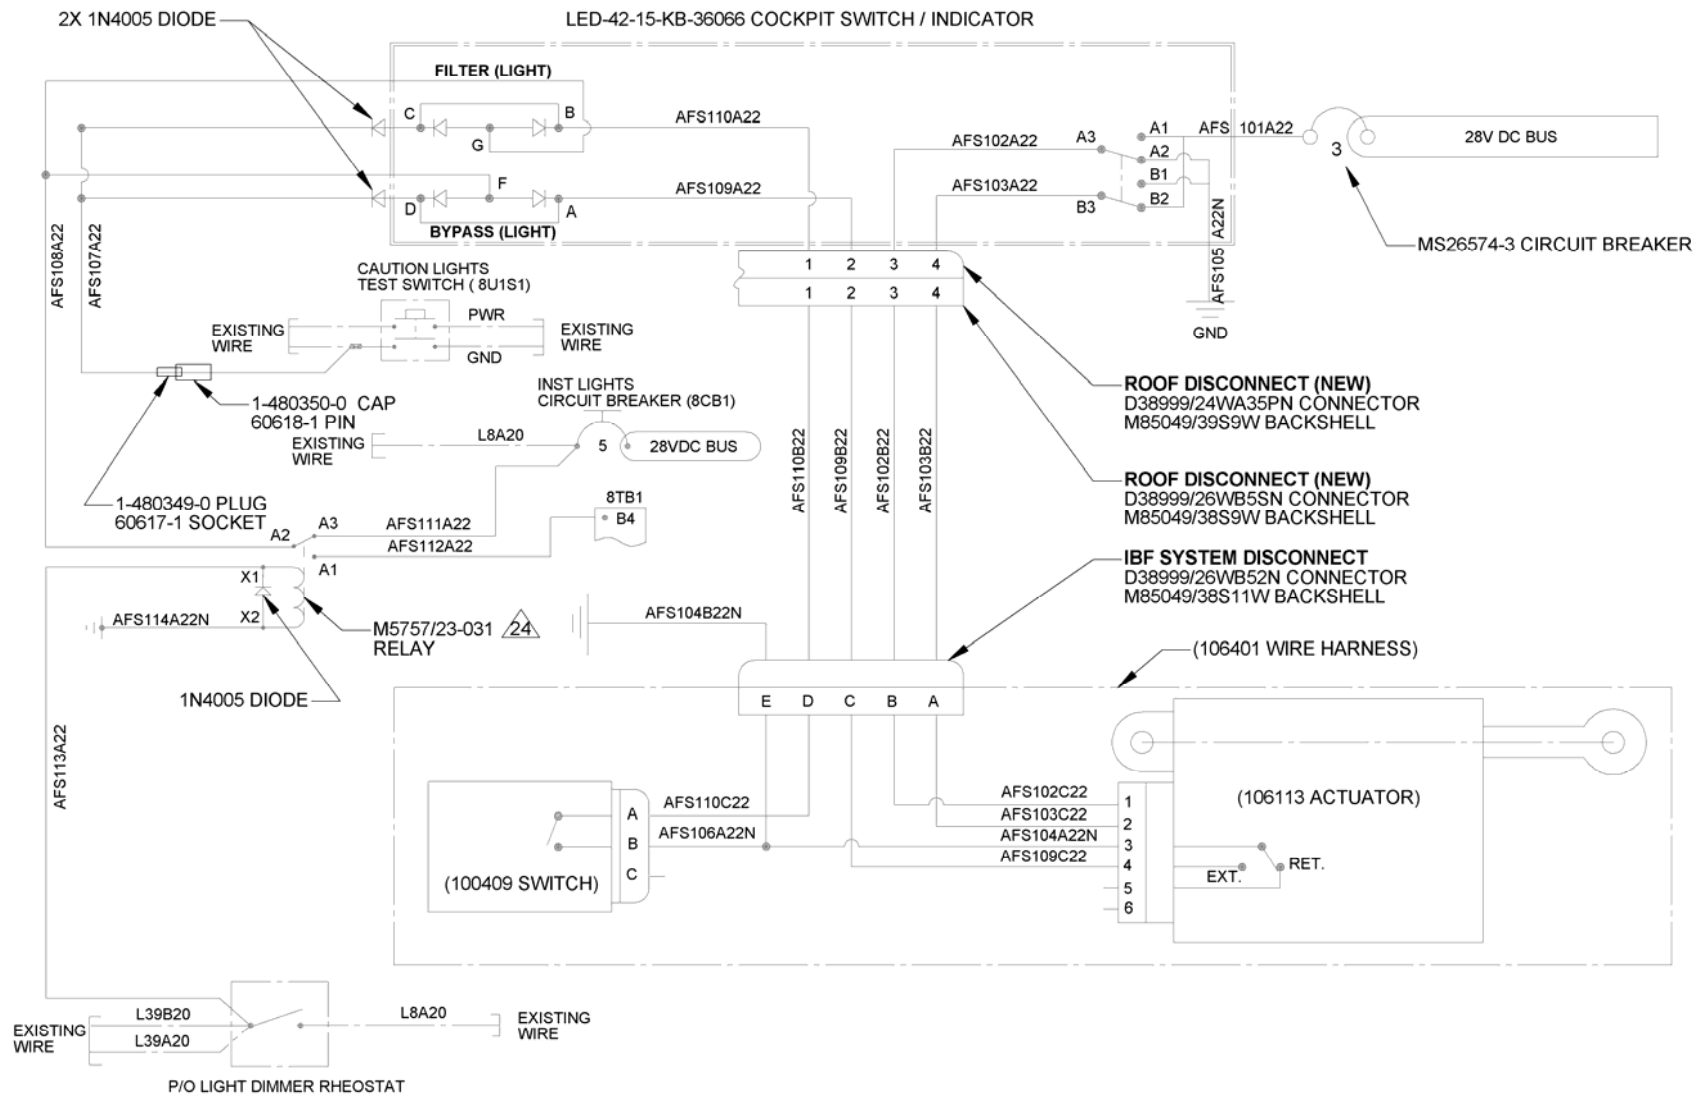 2X 1N4005 DIODE
LED-42-15-KB-36066 COCKPIT SWITCH / INDICATOR
FILTER (LIGHT)
C
B
G
AFS110A22
A3
A1
A2
B1
B2
B3
AFS 101A22
AFS102A22
AFS103A22
3
28V DC BUS
MS26574-3 CIRCUIT BREAKER
F
D
A
AFS109A22
BYPASS (LIGHT)
AFS108A22
AFS107A22
AFS105 A22N
GND
CAUTION LIGHTS
TEST SWITCH ( 8U1S1)
PWR
GND
EXISTING
WIRE
EXISTING
WIRE
1 2 3 4
1 2 3 4
1-480350-0 CAP
60618-1 PIN
1-480349-0 PLUG
60617-1 SOCKET
INST LIGHTS
CIRCUIT BREAKER (8CB1)
EXISTING
WIRE
L8A20
5
28VDC BUS
ROOF DISCONNECT (NEW)
D38999/24WA35PN CONNECTOR
M85049/39S9W BACKSHELL
ROOF DISCONNECT (NEW)
D38999/26WB5SN CONNECTOR
M85049/38S9W BACKSHELL
IBF SYSTEM DISCONNECT
D38999/26WB52N CONNECTOR
M85049/38S11W BACKSHELL
AFS110B22
AFS109B22
AFS102B22
AFS103B22
8TB1
B4
A2
A3
AFS111A22
AFS112A22
A1
X1
X2
AFS114A22N
M5757/23-031
RELAY
24
1N4005 DIODE
AFS104B22N
(106401 WIRE HARNESS)
E D C B A
AFS113A22
A
B
C
AFS110C22
AFS106A22N
(100409 SWITCH)
AFS102C22
AFS103C22
AFS104A22N
AFS109C22
1
2
3
4
5
6
(106113 ACTUATOR)
EXT.
RET.
EXISTING
WIRE
L39B20
L39A20
L8A20
EXISTING
WIRE
P/O LIGHT DIMMER RHEOSTAT